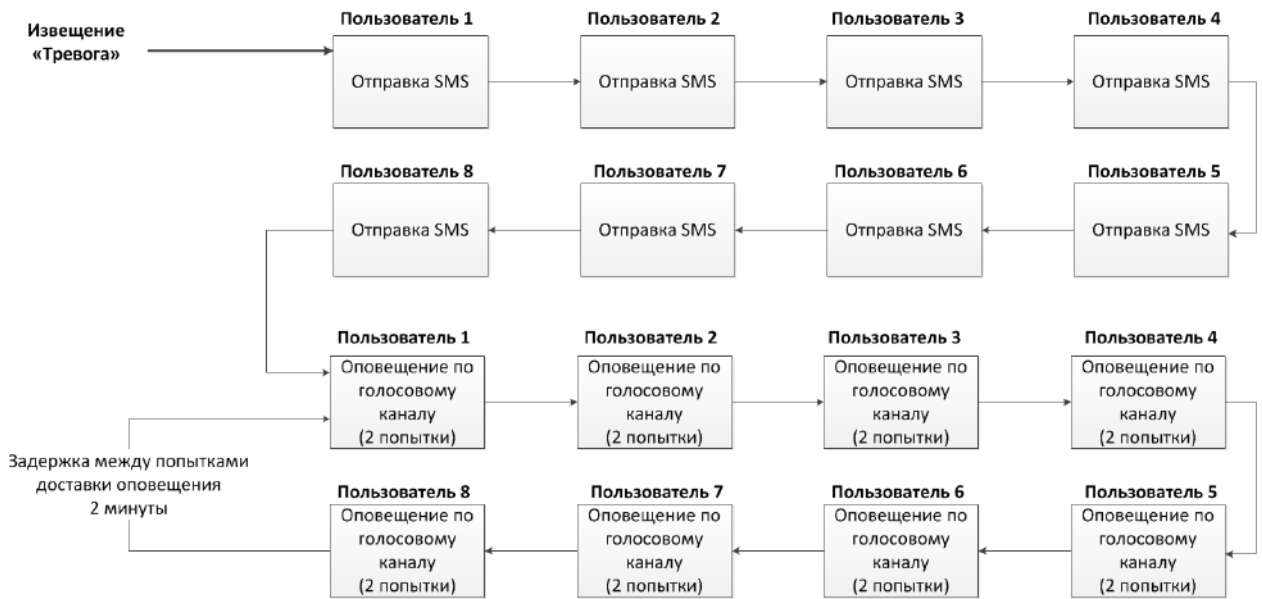 Извещение
«Тревога»
Пользователь 1
Отправка SMS
Пользователь 2
Отправка SMS
Пользователь 3
Отправка SMS
Пользователь 4
Отправка SMS
Пользователь 8
Отправка SMS
Пользователь 7
Отправка SMS
Пользователь 6
Отправка SMS
Пользователь 5
Отправка SMS
Пользователь 1
Оповещение по
голосовому
каналу
(2 попытки)
Пользователь 2
Оповещение по
голосовому
каналу
(2 попытки)
Пользователь 3
Оповещение по
голосовому
каналу
(2 попытки)
Пользователь 4
Оповещение по
голосовому
каналу
(2 попытки)
Задержка между попытками
доставки оповещения
2 минуты
Пользователь 8
Оповещение по
голосовому
каналу
(2 попытки)
Пользователь 7
Оповещение по
голосовому
каналу
(2 попытки)
Пользователь 6
Оповещение по
голосовому
каналу
(2 попытки)
Пользователь 5
Оповещение по
голосовому
каналу
(2 попытки)